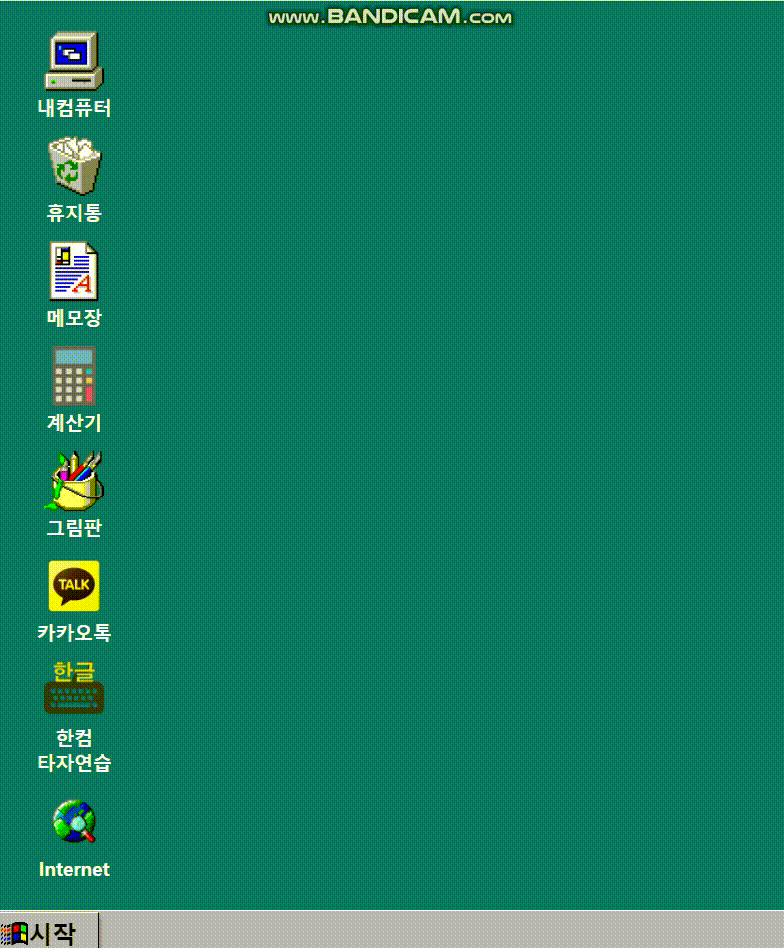 www.BANDICAM.com
내컴퓨터
휴지통
A
메모장
계산기
그림판
TALK
카카오톡
한글
한컴
타자연습
Internet
시작